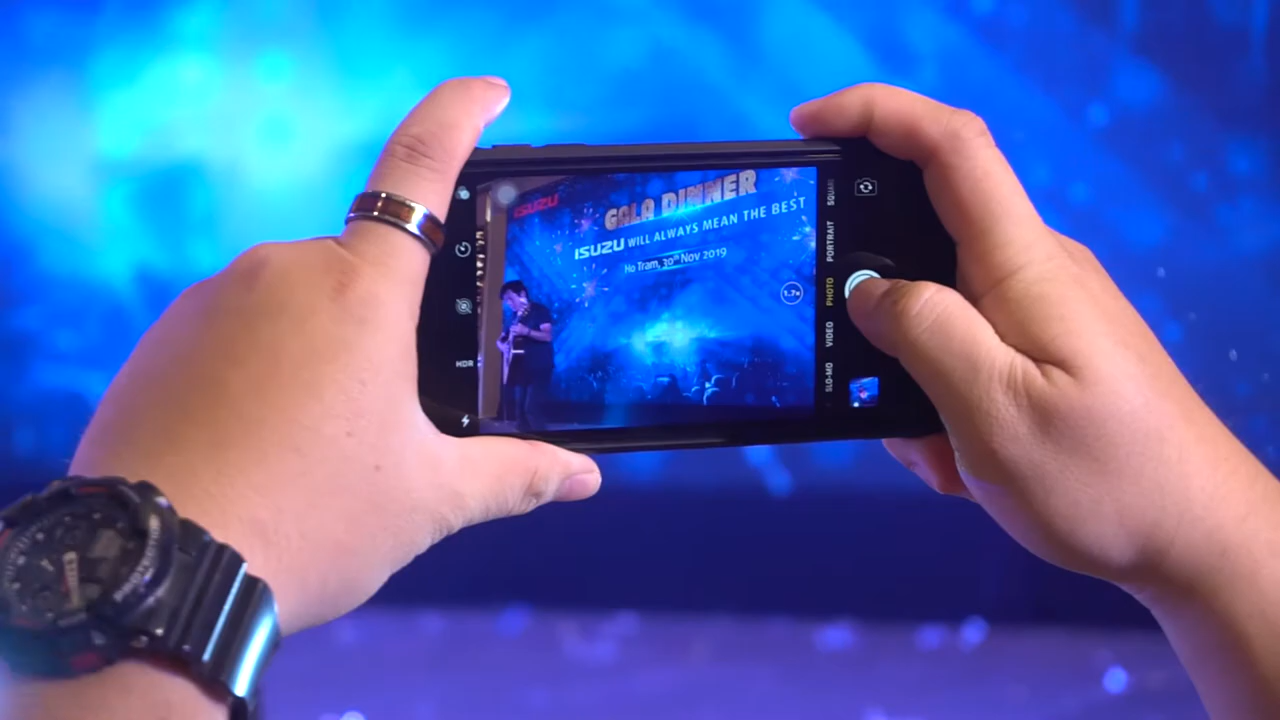 ISUZU
GALA DINNER
ISUZU WILL ALWAYS MEAN THE BEST
Ho Tram, 30th Nov 2019
1.7x
HDR
SQUARE
PORTRAIT
PHOTO
VIDEO
SLO-MO
PROTECTION